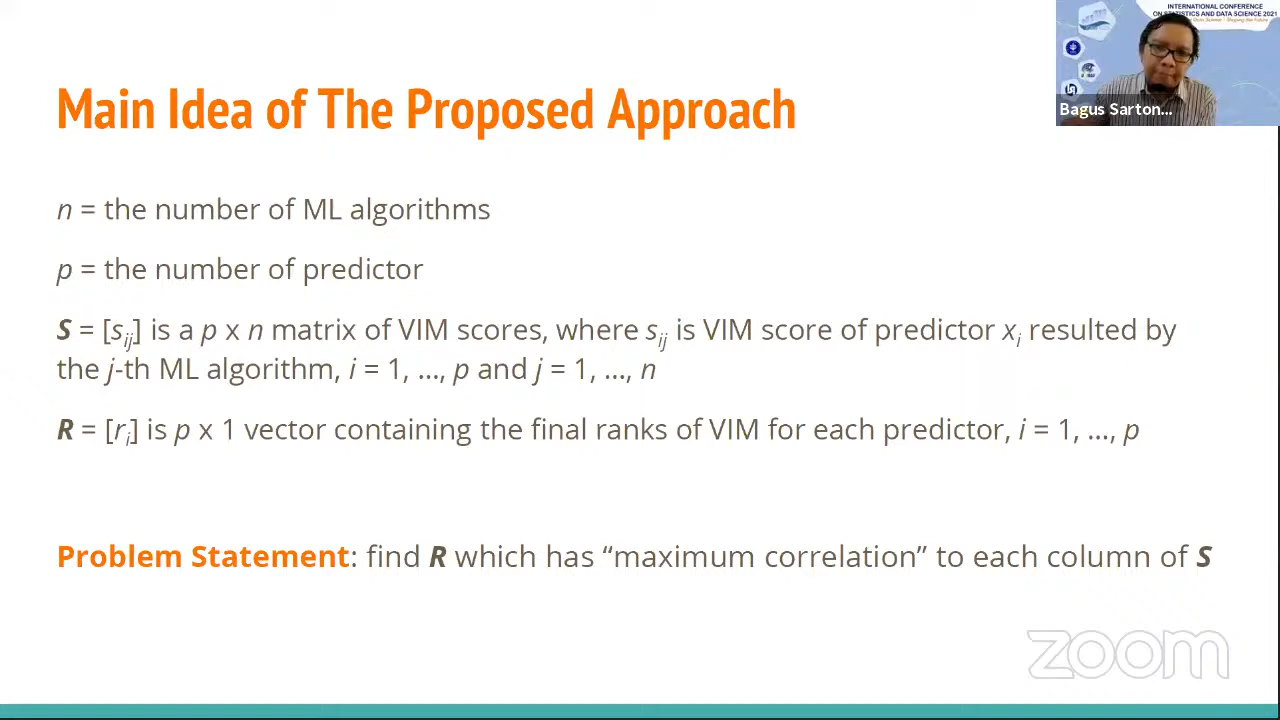 INTERNATIONAL CONFERENCE
ON STATISTICS AND DATA SCIENCE 2021
Bagus Sarton...
Main Idea of The Proposed Approach
n = the number of ML algorithms
p = the number of predictor
S = [sij] is a p x n matrix of VIM scores, where sij is VIM score of predictor xi resulted by
the j-th ML algorithm, i = 1, ..., p and j = 1, ..., n
R = [ri] is p x 1 vector containing the final ranks of VIM for each predictor, i = 1, ..., p
Problem Statement: find R which has “maximum correlation” to each column of S
zoom